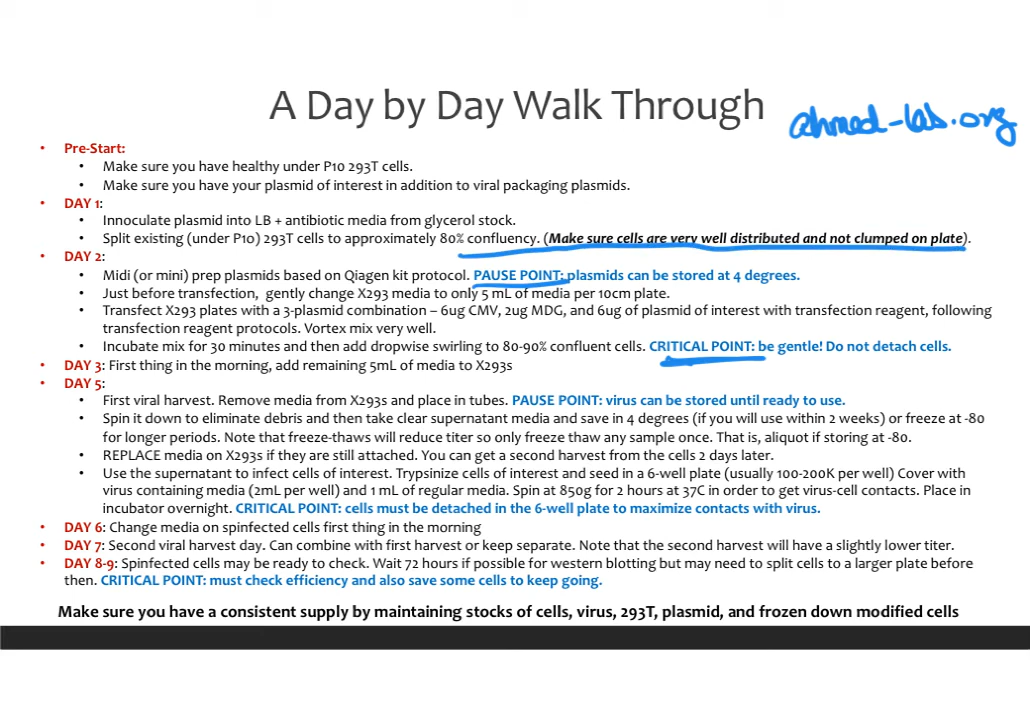 A Day by Day Walk Through
@hmed-lab.org
• Pre-Start:
• Make sure you have healthy under P10 293T cells.
• Make sure you have your plasmid of interest in addition to viral packaging plasmids.
• DAY 1:
• Innoculate plasmid into LB + antibiotic media from glycerol stock.
• Split existing (under P10) 293T cells to approximately 80% confluency. (Make sure cells are very well distributed and not clumped on plate).
• DAY 2:
• Midi (or mini) prep plasmids based on Qiagen kit protocol. PAUSE POINT: plasmids can be stored at 4 degrees.
• Just before transfection, gently change X293 media to only 5 mL of media per 10cm plate.
• Transfect X293 plates with a 3-plasmid combination – 6ug CMV, 2ug MDG, and 6ug of plasmid of interest with transfection reagent, following
transfection reagent protocols. Vortex mix very well.
• Incubate mix for 30 minutes and then add dropwise swirling to 80-90% confluent cells. CRITICAL POINT: be gentle! Do not detach cells.
• DAY 3: First thing in the morning, add remaining 5mL of media to X293s
• DAY 5:
• First viral harvest. Remove media from X293s and place in tubes. PAUSE POINT: virus can be stored until ready to use.
• Spin it down to eliminate debris and then take clear supernatant media and save in 4 degrees (if you will use within 2 weeks) or freeze at -80
for longer periods. Note that freeze-thaws will reduce titer so only freeze thaw any sample once. That is, aliquot if storing at -80.
• REPLACE media on X293s if they are still attached. You can get a second harvest from the cells 2 days later.
• Use the supernatant to infect cells of interest. Trypsinize cells of interest and seed in a 6-well plate (usually 100-200K per well) Cover with
virus containing media (2mL per well) and 1 mL of regular media. Spin at 850g for 2 hours at 37C in order to get virus-cell contacts. Place in
incubator overnight. CRITICAL POINT: cells must be detached in the 6-well plate to maximize contacts with virus.
• DAY 6: Change media on spinfected cells first thing in the morning
• DAY 7: Second viral harvest day. Can combine with first harvest or keep separate. Note that the second harvest will have a slightly lower titer.
• DAY 8-9: Spinfected cells may be ready to check. Wait 72 hours if possible for western blotting but may need to split cells to a larger plate before
then. CRITICAL POINT: must check efficiency and also save some cells to keep going.
Make sure you have a consistent supply by maintaining stocks of cells, virus, 293T, plasmid, and frozen down modified cells